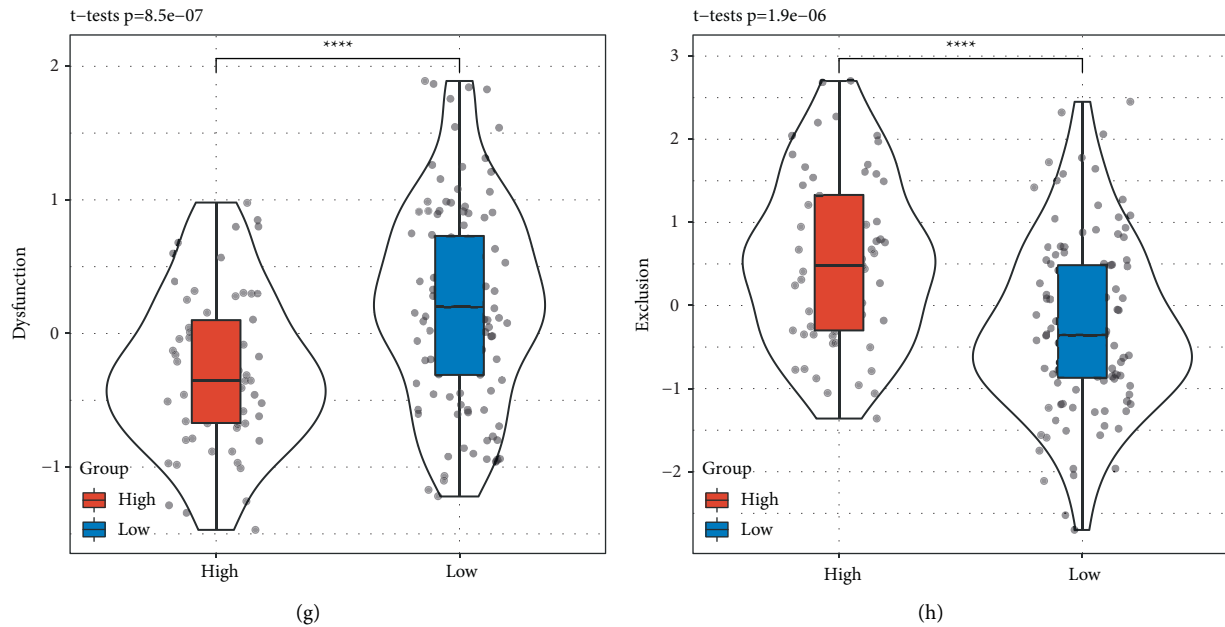 t−tests p=8.5e−07
****
2
1
0
−1
Dysfunction
Group
High
Low
High
Low
(g)
t−tests p=1.9e−06
****
3
2
1
0
−1
−2
Exclusion
Group
High
Low
High
Low
(h)